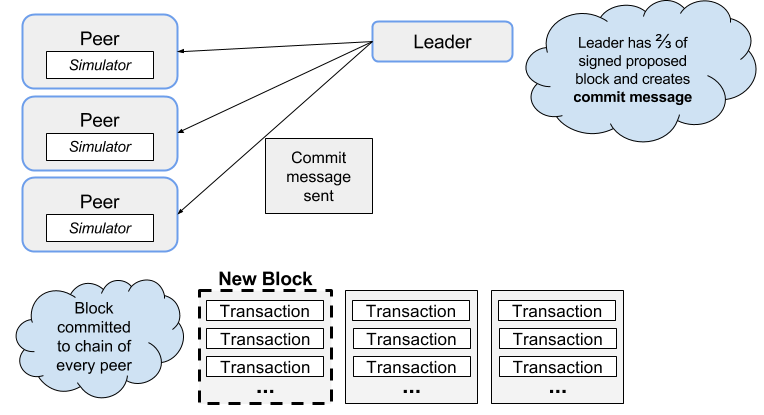 Peer
Simulator
Leader
Leader has ⅔ of
signed proposed
block and creates
commit message
Peer
Simulator
Commit
message
sent
Peer
Simulator
Block
committed
to chain of
every peer
New Block
Transaction
Transaction
Transaction
...
Transaction
Transaction
Transaction
...
Transaction
Transaction
Transaction
...